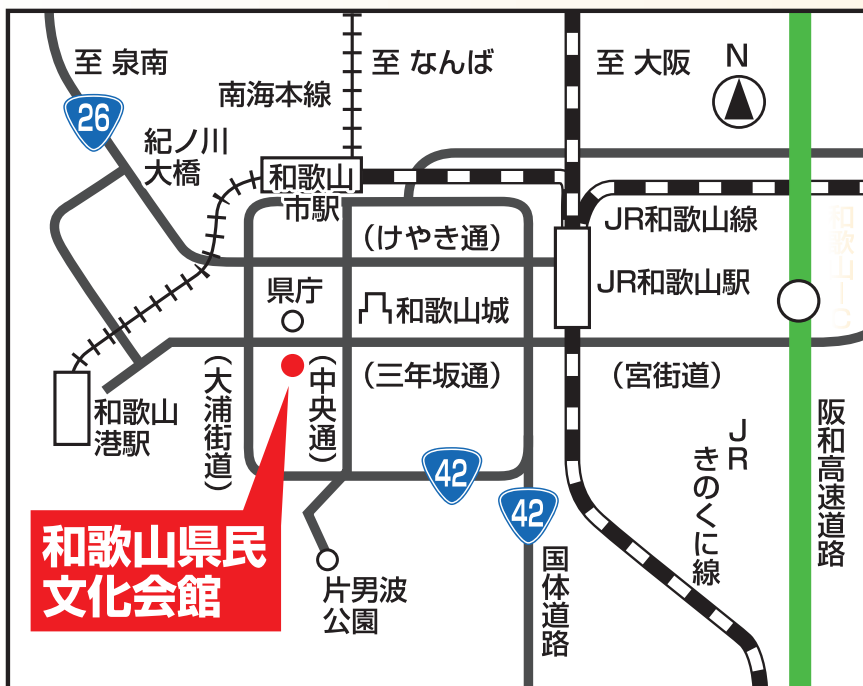 至 泉南
至 なんば
至 大阪
N
南海本線
26
紀ノ川
大橋
和歌山
市駅
JR和歌山線
和歌山IC
(けやき通)
県庁
和歌山城
JR和歌山駅
(大浦街道)
(中央通)
(三年坂通)
(宮街道)
和歌山
港駅
阪和高速道路
JR
きのくに線
42
42
和歌山県民
文化会館
片男波
公園
国体道路